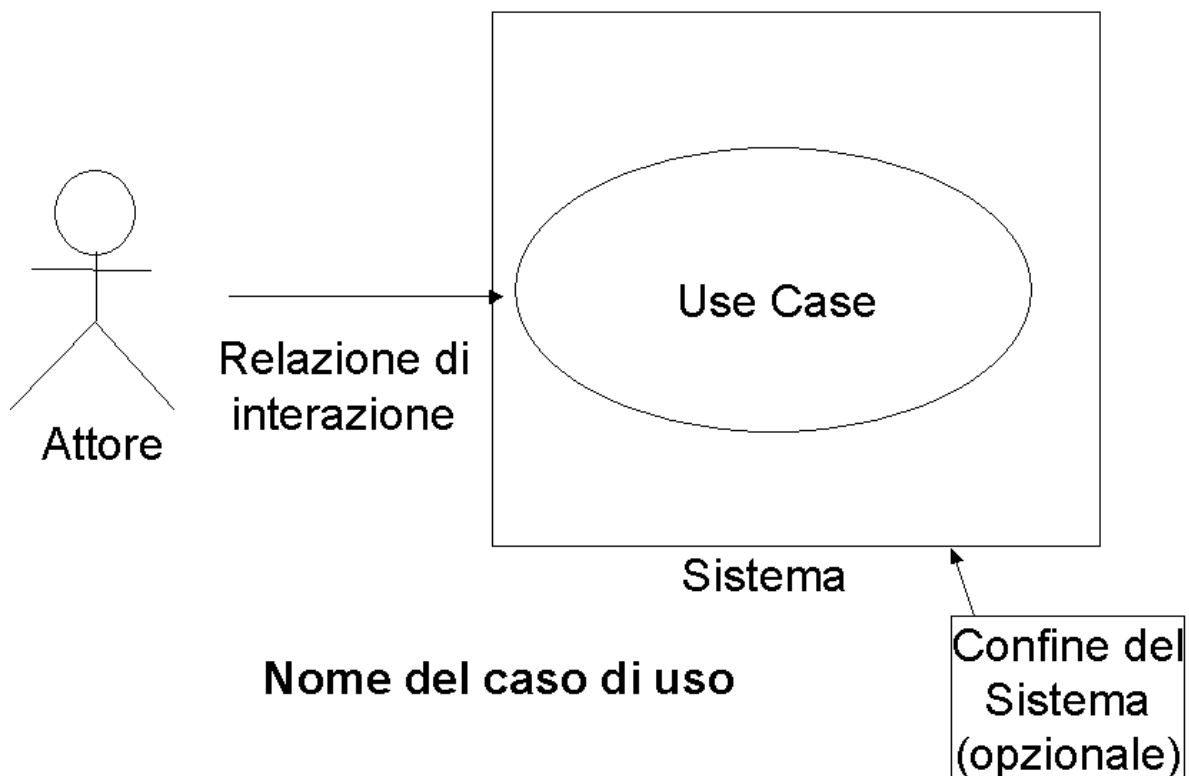 Use Case
Relazione di
interazione
Attore
Sistema
Confine del
Sistema
(opzionale)
Nome del caso di uso